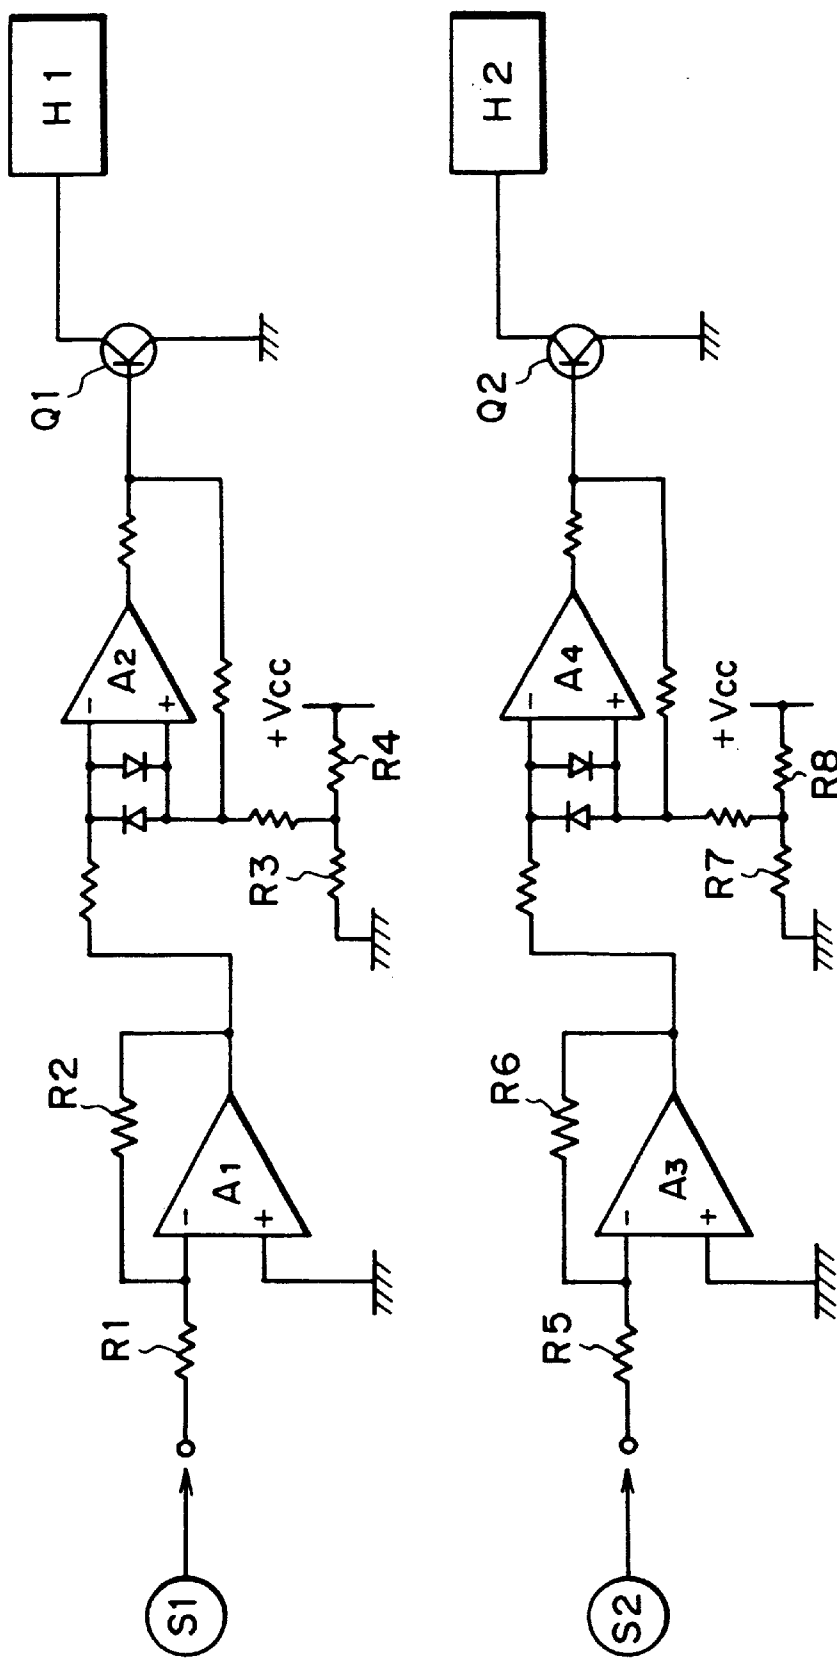 S1
R1
R2
-
+
A1
R3
R4
+Vcc
-
+
A2
Q1
H1
S2
R5
R6
-
+
A3
R7
R8
+Vcc
-
+
A4
Q2
H2